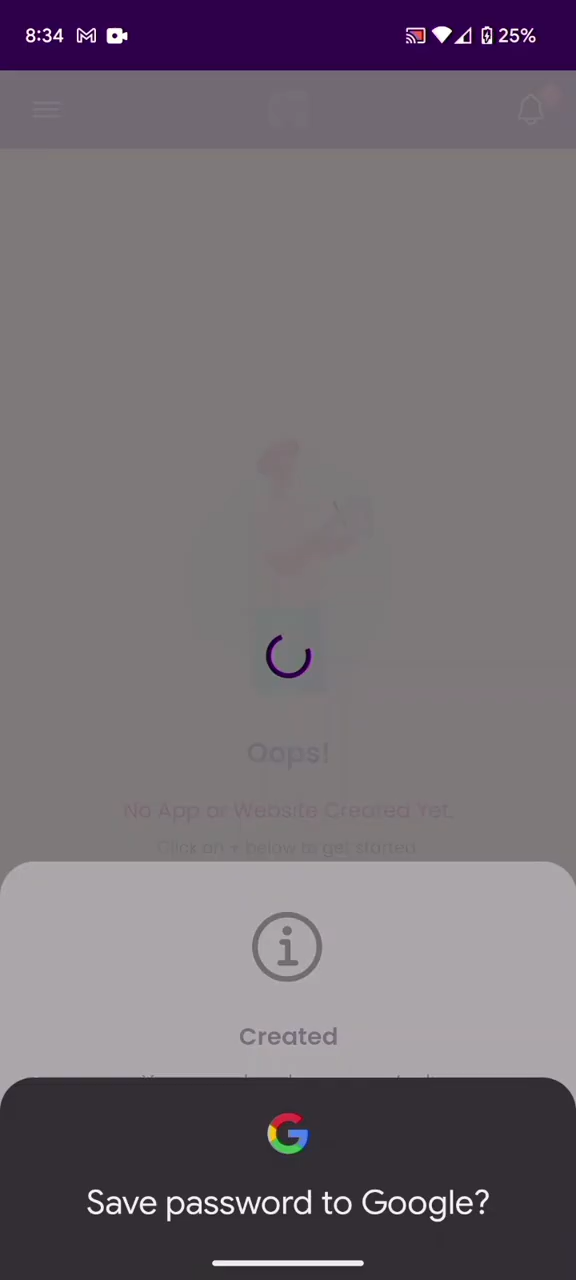 8:34
25%
Oops!
No App or Website Created Yet.
Click on + below to get started
Created
Save password to Google?